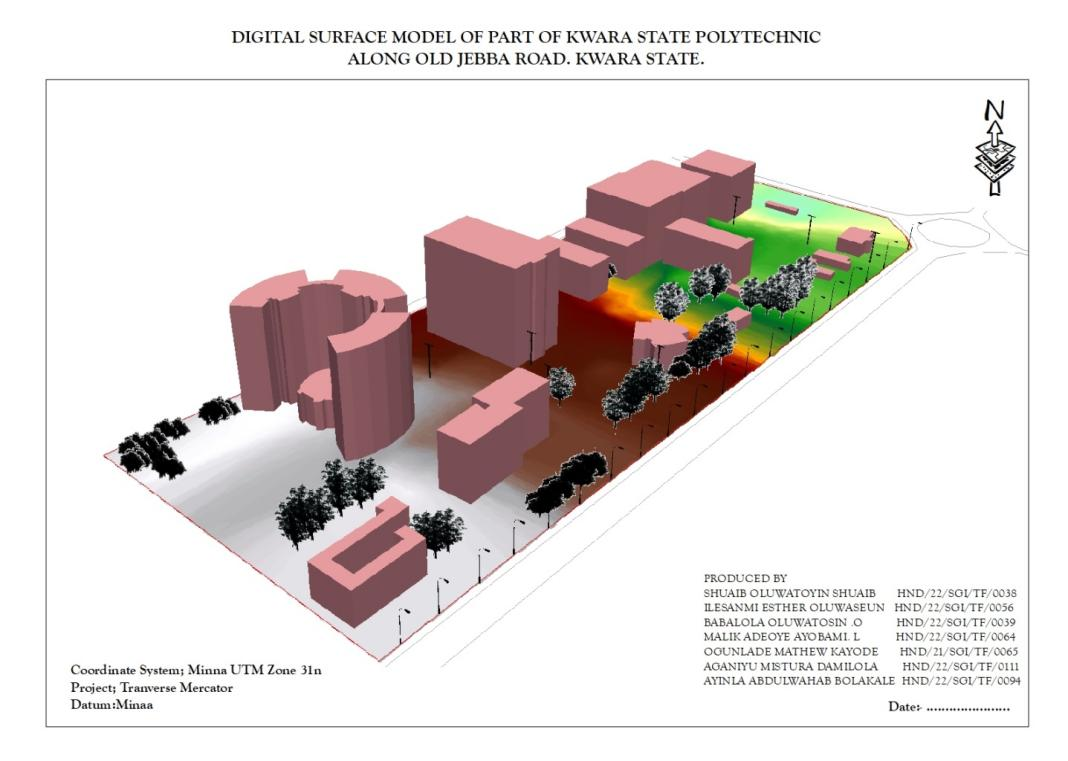 DIGITAL SURFACE MODEL OF PART OF KWARA STATE POLYTECHNIC
ALONG OLD JEBBA ROAD. KWARA STATE.
N
PRODUCED BY
SHUAIB OLUWATOYIN SHUAIB HND/22/SGI/TF/0038
ILESANMI ESTHER OLUWASEUN HND/22/SGI/TF/0056
BABALOLA OLUWATOSIN .O HND/22/SGI/TF/0039
MALIK ADEOYE AYOBAMI. L HND/22/SGI/TF/0064
OGUNLADE MATHEW KAYODE HND/21/SGI/TF/0065
AGANIYU MISTURA DAMILOLA HND/22/SGI/TF/0111
AYINLA ABDULWAHAB BOLAKALE HND/22/SGI/TF/0094
Date:- ......................
Coordinate System; Minna UTM Zone 31n
Project; Tranverse Mercator
Datum:Minaa